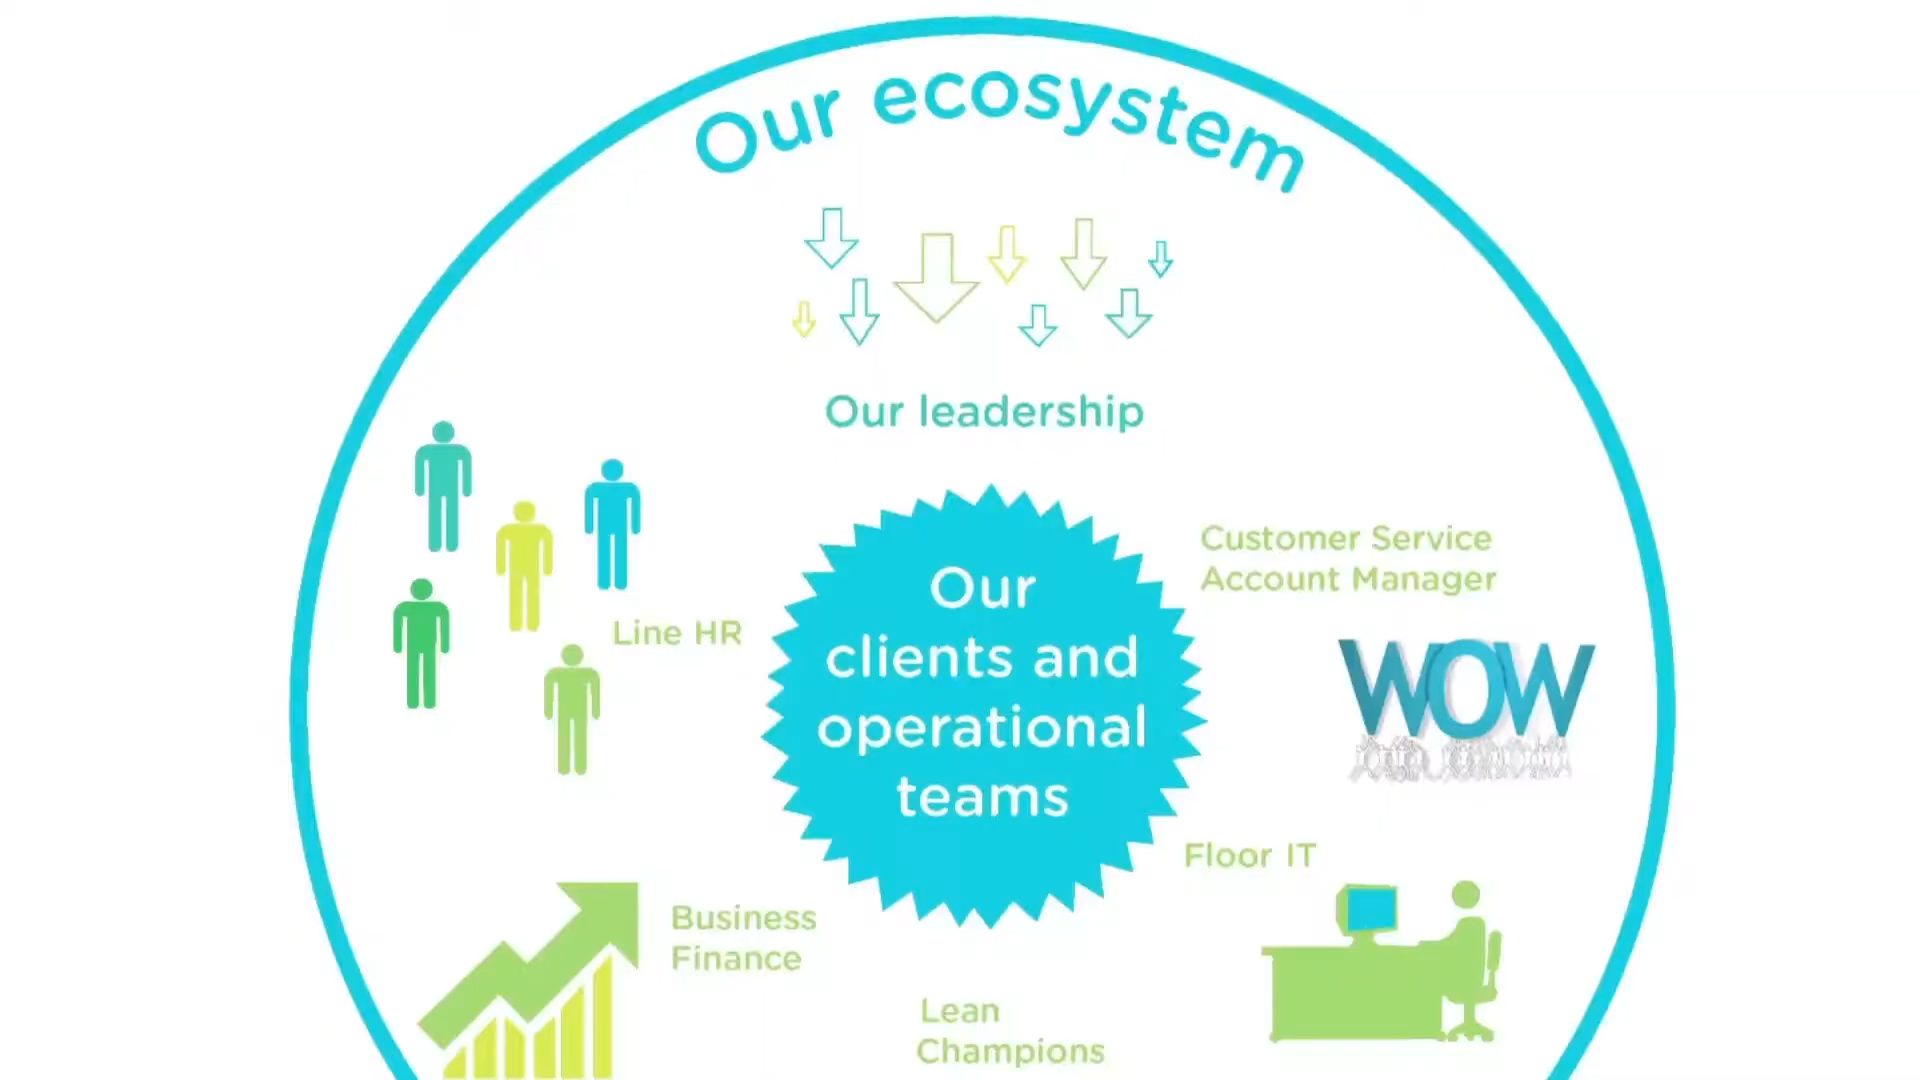 Our ecosystem
Our leadership
Customer Service
Account Manager
Line HR
Our
clients and
operational
teams
WOW
Floor IT
Business
Finance
Lean
Champions